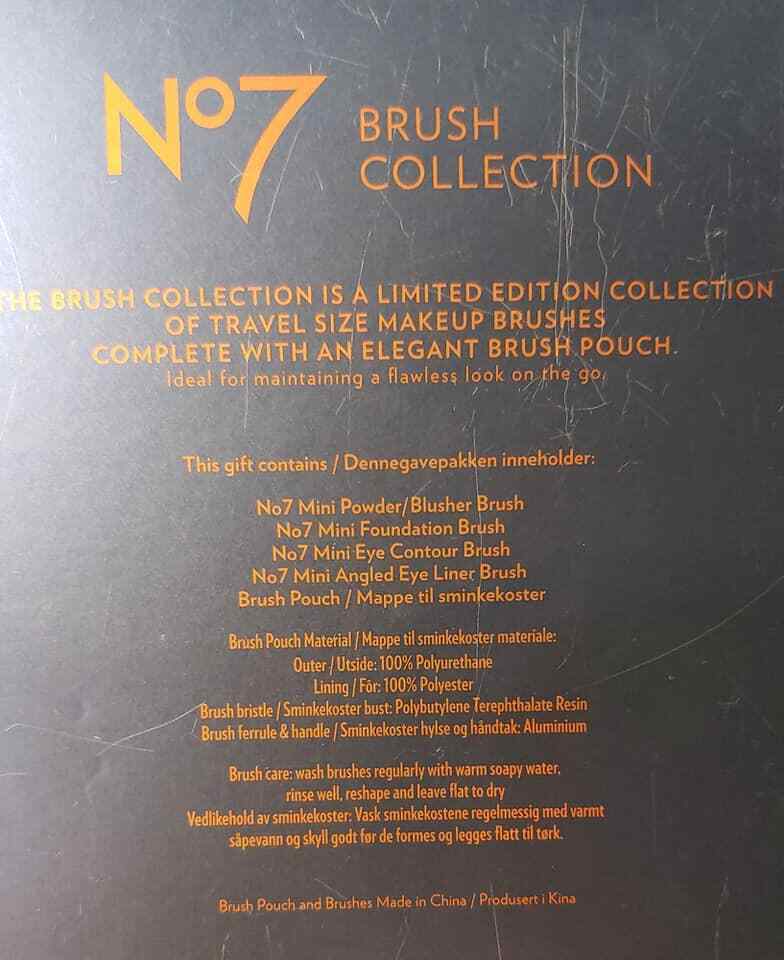 No7
BRUSH
COLLECTION
THE BRUSH COLLECTION IS A LIMITED EDITION COLLECTION
OF TRAVEL SIZE MAKEUP BRUSHES
COMPLETE WITH AN ELEGANT BRUSH POUCH.
Ideal for maintaining a flawless look on the go.
This gift contains / Dennegavepakken inneholder:
No7 Mini Powder/Blusher Brush
No7 Mini Foundation Brush
No7 Mini Eye Contour Brush
No7 Mini Angled Eye Liner Brush
Brush Pouch / Mappe til sminkekoster
Brush Pouch Material / Mappe til sminkekoster materiale:
Outer / Utside: 100% Polyurethane
Lining / Fôr: 100% Polyester
Brush bristle / Sminkekoster bust: Polybutylene Terephthalate Resin
Brush ferrule & handle / Sminkekoster hylse og håndtak: Aluminium
Brush care: wash brushes regularly with warm soapy water,
rinse well, reshape and leave flat to dry
Vedlikehold av sminkekoster: Vask sminkekostene regelmessig med varmt
såpevann og skyll godt før de formes og legges flatt til tørk.
Brush Pouch and Brushes Made in China / Produsert i Kina